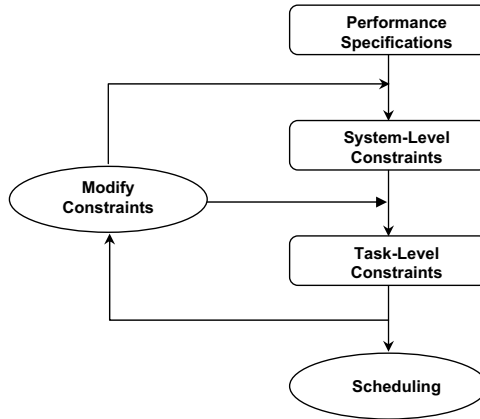 Performance
Specifications
System-Level
Constraints
Modify
Constraints
Task-Level
Constraints
Scheduling